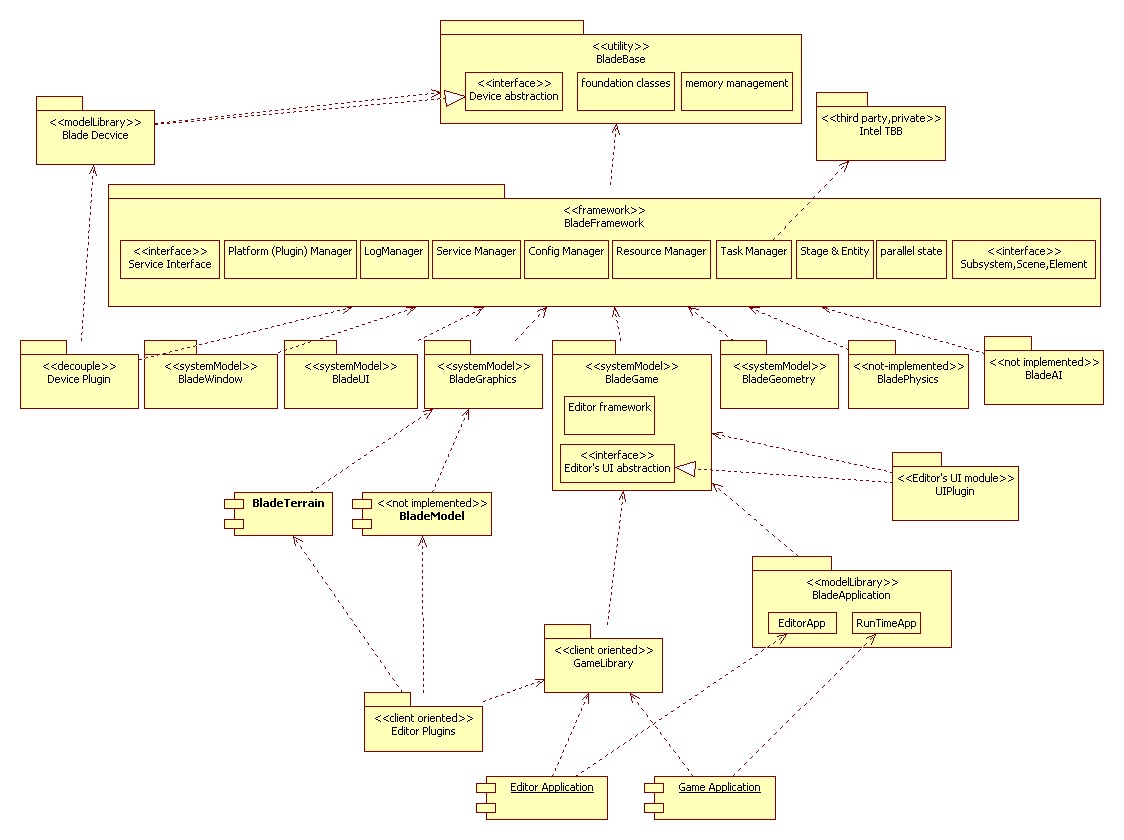 <<utility>>
BladeBase
<<interface>>
Device abstraction
foundation classes
memory management
<<modelLibrary>>
Blade Decvice
<<third party,private>>
Intel TBB
<<framework>>
BladeFramework
<<interface>>
Service Interface
Platform (Plugin) Manager
LogManager
Service Manager
Config Manager
Resource Manager
Task Manager
Stage & Entity
parallel state
<<interface>>
Subsystem,Scene,Element
<<decouple>>
Device Plugin
<<systemModel>>
BladeWindow
<<systemModel>>
BladeUI
<<systemModel>>
BladeGraphics
<<systemModel>>
BladeGame
Editor framework
<<interface>>
Editor's UI abstraction
<<systemModel>>
BladeGeometry
<<not-implemented>>
BladePhysics
<<not implemented>>
BladeAI
<<Editor's UI module>>
UIPlugin
BladeTerrain
<<not implemented>>
BladeModel
<<modelLibrary>>
BladeApplication
EditorApp
RunTimeApp
<<client oriented>>
GameLibrary
<<client oriented>>
Editor Plugins
Editor Application
Game Application